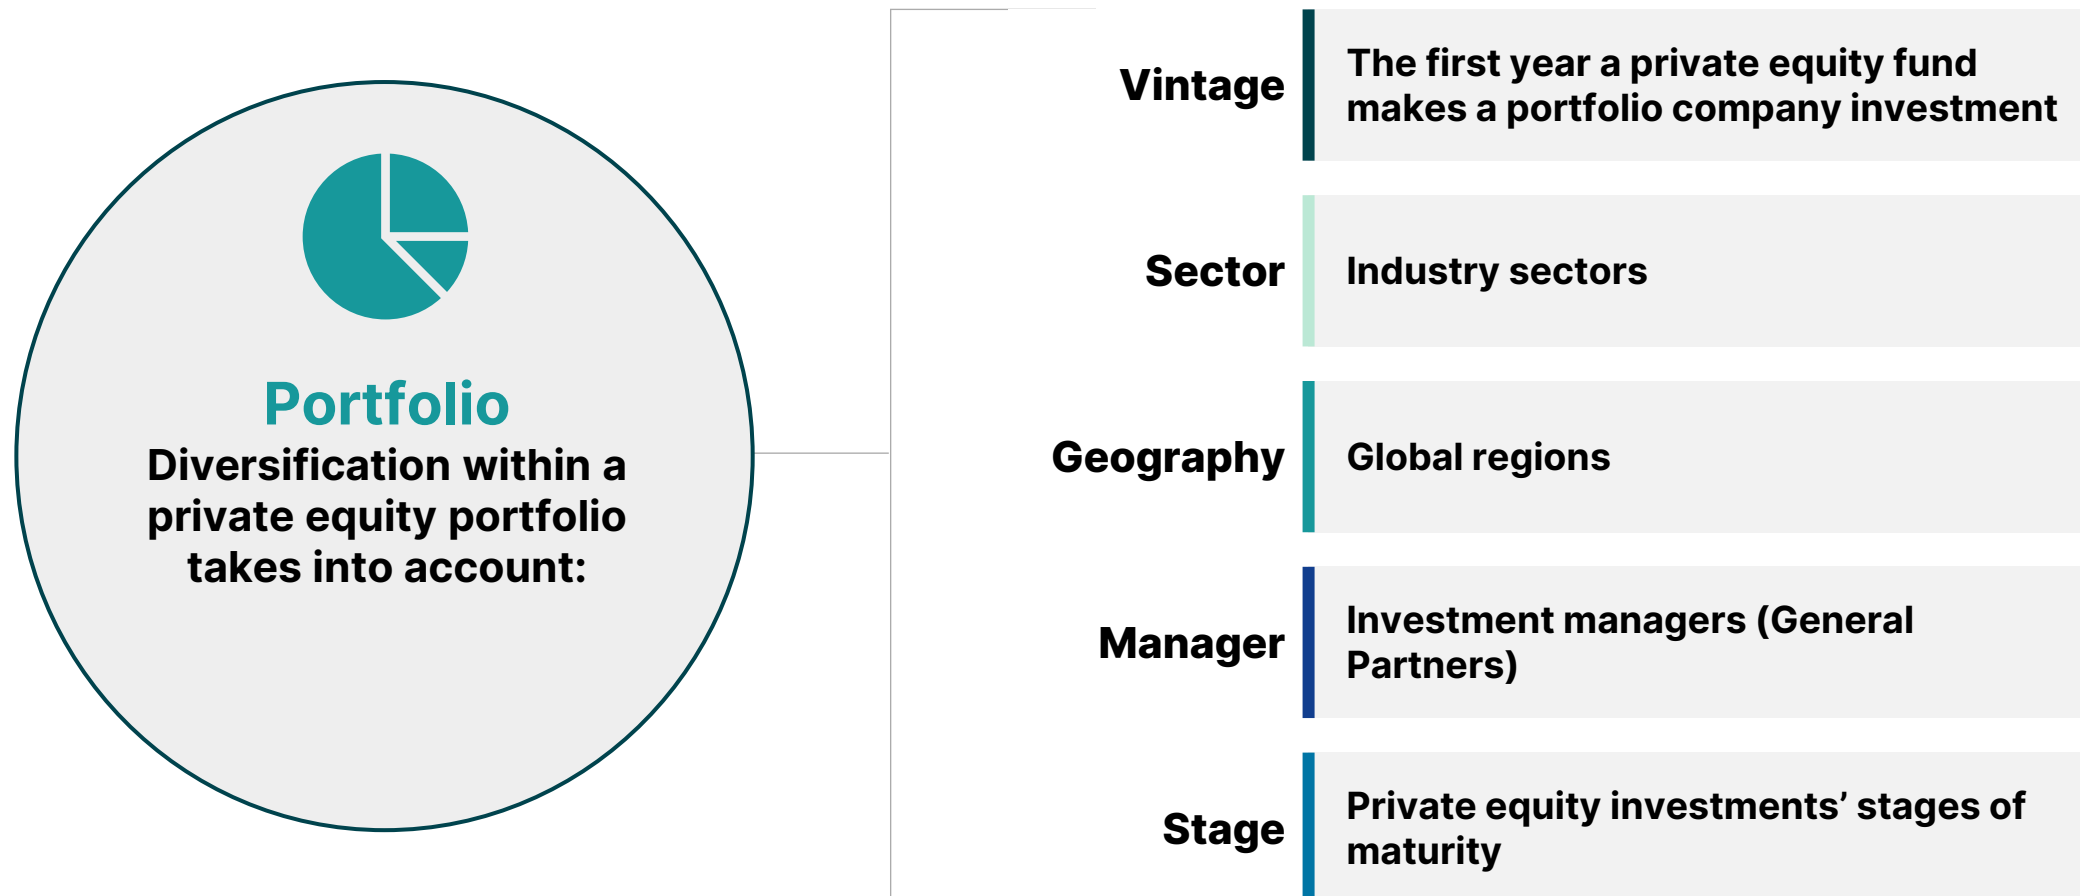 Portfolio
Diversification within a
private equity portfolio
takes into account:
Vintage
The first year a private equity fund
makes a portfolio company investment
Sector
Industry sectors
Geography
Global regions
Manager
Investment managers (General
Partners)
Stage
Private equity investments’ stages of
maturity